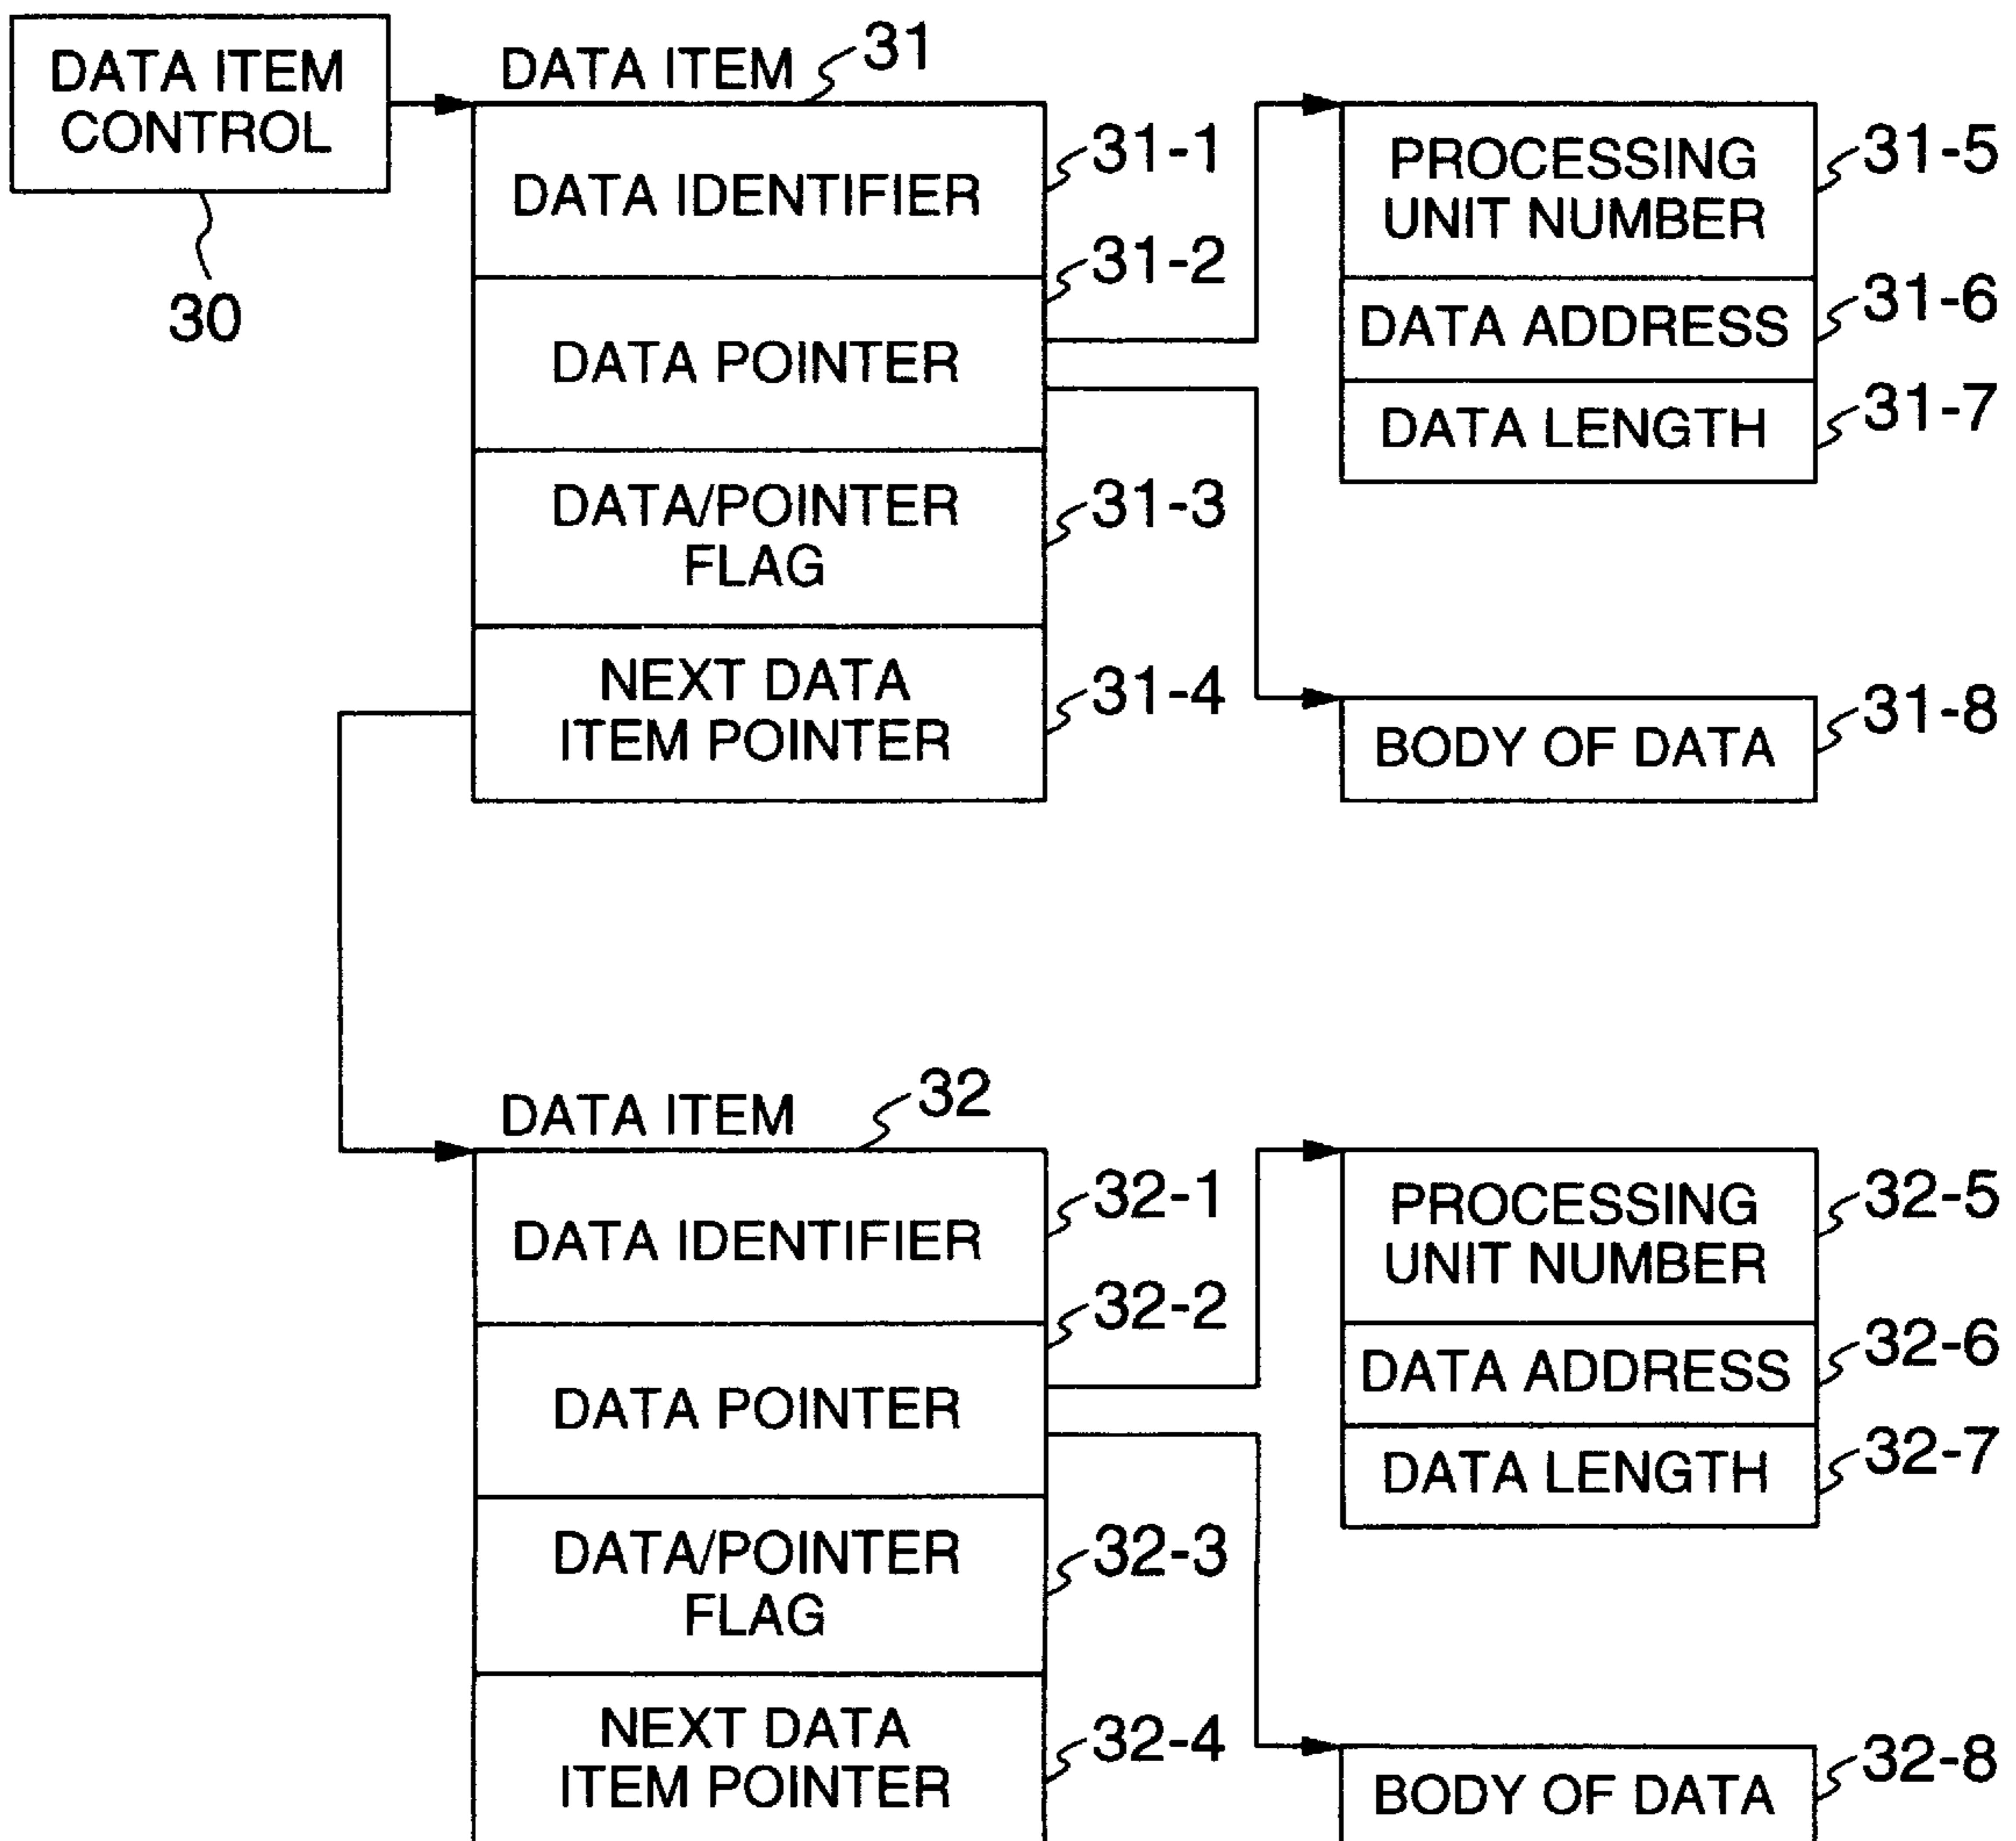 DATA ITEM
CONTROL
30
DATA ITEM
31
DATA IDENTIFIER
31-1
DATA POINTER
31-2
DATA/POINTER
FLAG
31-3
NEXT DATA
ITEM POINTER
31-4
PROCESSING
UNIT NUMBER
31-5
DATA ADDRESS
31-6
DATA LENGTH
31-7
BODY OF DATA
31-8
DATA ITEM
32
DATA IDENTIFIER
32-1
DATA POINTER
32-2
DATA/POINTER
FLAG
32-3
NEXT DATA
ITEM POINTER
32-4
PROCESSING
UNIT NUMBER
32-5
DATA ADDRESS
32-6
DATA LENGTH
32-7
BODY OF DATA
32-8